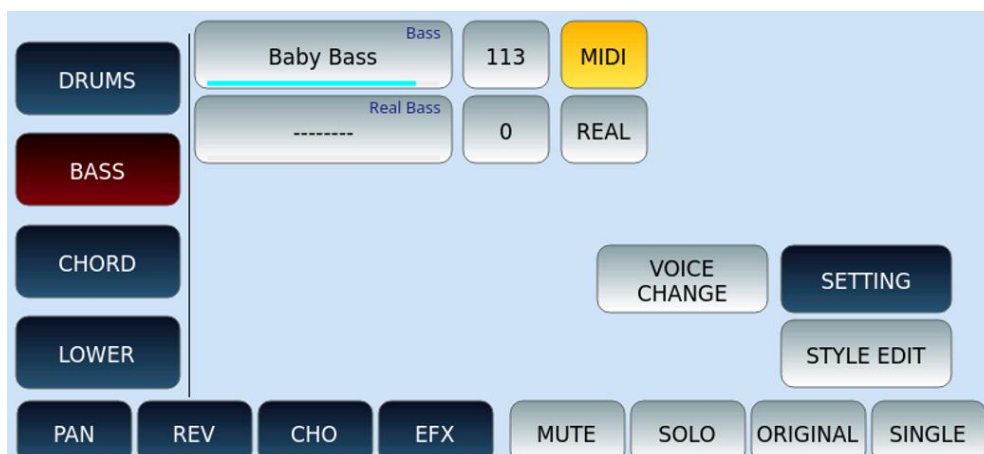 DRUMS
BASS
CHORD
LOWER
Bass
Baby Bass
113
MIDI
Real Bass
--------
0
REAL
VOICE
CHANGE
SETTING
STYLE EDIT
PAN
REV
CHO
EFX
MUTE
SOLO
ORIGINAL
SINGLE